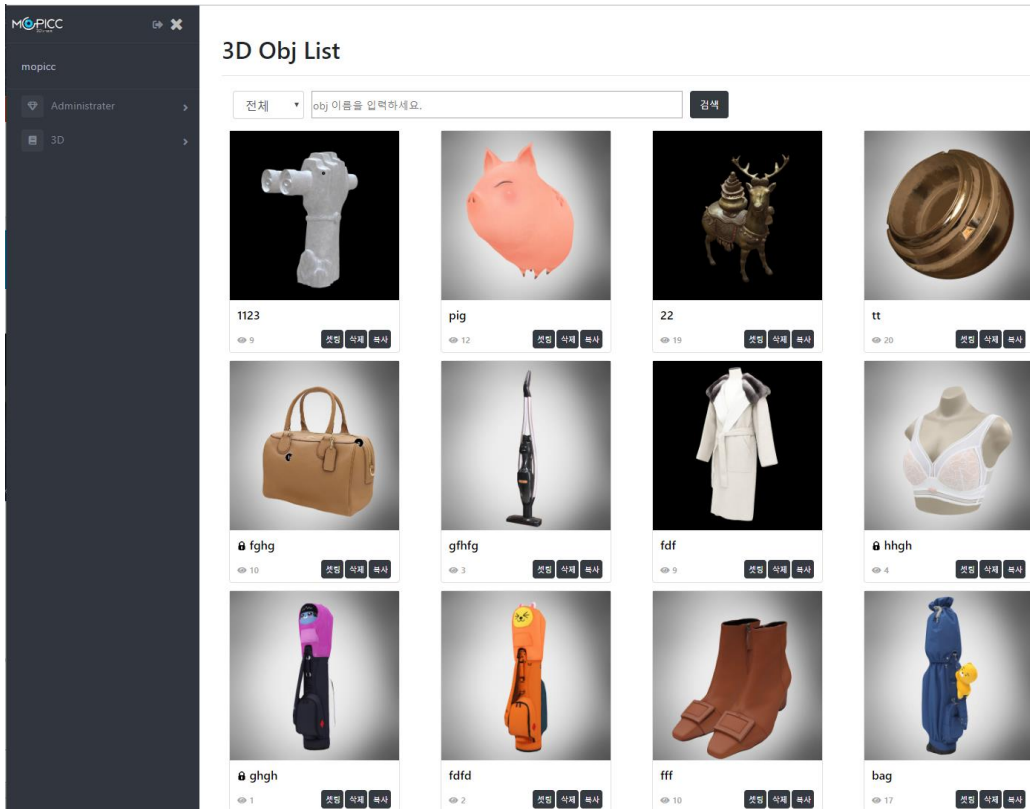 MOPICC
mopicc
Administrater
3D
3D Obj List
전체
obj 이름을 입력하세요.
검색
1123
9 셋팅 삭제 복사
pig
12 셋팅 삭제 복사
22
19 셋팅 삭제 복사
tt
20 셋팅 삭제 복사
fghg
10 셋팅 삭제 복사
gfhfg
3 셋팅 삭제 복사
fdf
9 셋팅 삭제 복사
hhgh
4 셋팅 삭제 복사
ghgh
1 셋팅 삭제 복사
fdfd
2 셋팅 삭제 복사
fff
10 셋팅 삭제 복사
bag
17 셋팅 삭제 복사